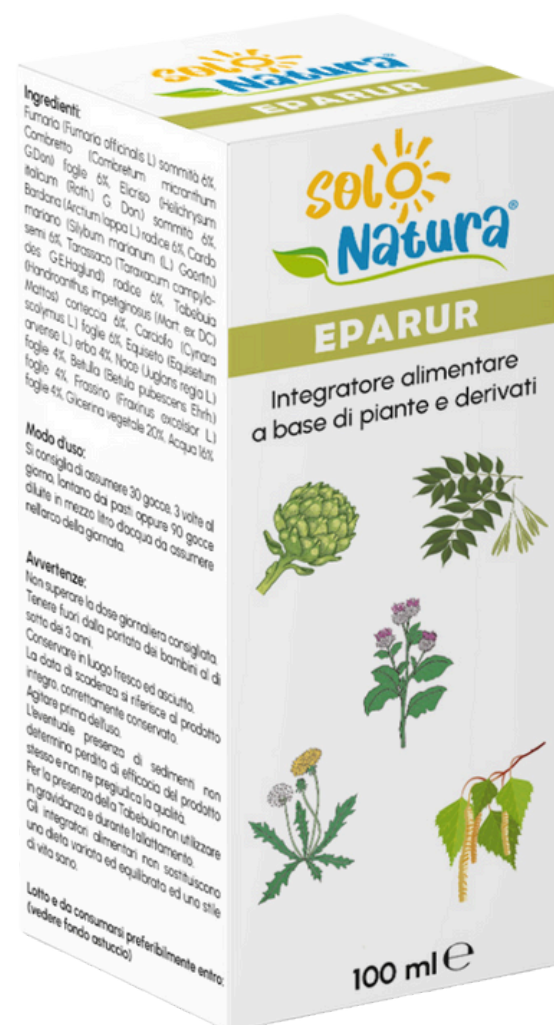 SOLO
Natura®
EPARUR
Ingredienti:
Fumaria (Fumaria officinalis L.) sommità 6%,
Combretto (Combretum micranthum
G.Don) foglie 6%, Elicriso (Helichrysum
italicum (Roth.) G. Don) sommità 6%,
Bardana (Arctium lappa L.) radice 6%, Cardo
mariano (Silybum marianum (L.) Gaertn.)
semi 6%, Tarassaco (Taraxacum campylo-
des G.E.Haglund) radice 6%, Tabebuia
(Handroanthus impetiginosus (Mart. ex DC)
Mattos) corteccia 6%, Carciofo (Cynara
scolymus L.) foglie 6%, Equiseto (Equisetum
arvense L.) erba 4%, Noce (Juglans regia L.)
foglie 4%, Betulla (Betula pubescens Ehrh.)
foglie 4%, Frassino (Fraxinus excelsior L.)
foglie 4%, Glicerina vegetale 20%, Acqua 16%
Modo d'uso:
Si consiglia di assumere 30 gocce, 3 volte al
giorno, lontano dai pasti oppure 90 gocce
diluite in mezzo litro d'acqua da assumere
nell'arco della giornata.
Avvertenze:
Non superare la dose giornaliera consigliata.
Tenere fuori dalla portata dei bambini al di
sotto dei 3 anni.
Conservare in luogo fresco ed asciutto.
La data di scadenza si riferisce al prodotto
integro, correttamente conservato.
Agitare prima dell'uso.
L'eventuale presenza di sedimenti non
determina perdita di efficacia del prodotto
stesso e non ne pregiudica la qualità.
Per la presenza della Tabebuia non utilizzare
in gravidanza e durante l'allattamento.
Gli integratori alimentari non sostituiscono
una dieta variata ed equilibrata ed uno stile
di vita sano.
Lotto e da consumarsi preferibilmente entro:
(vedere fondo astuccio)
SOLO
Natura®
EPARUR
Integratore alimentare
a base di piante e derivati
100 ml ℮